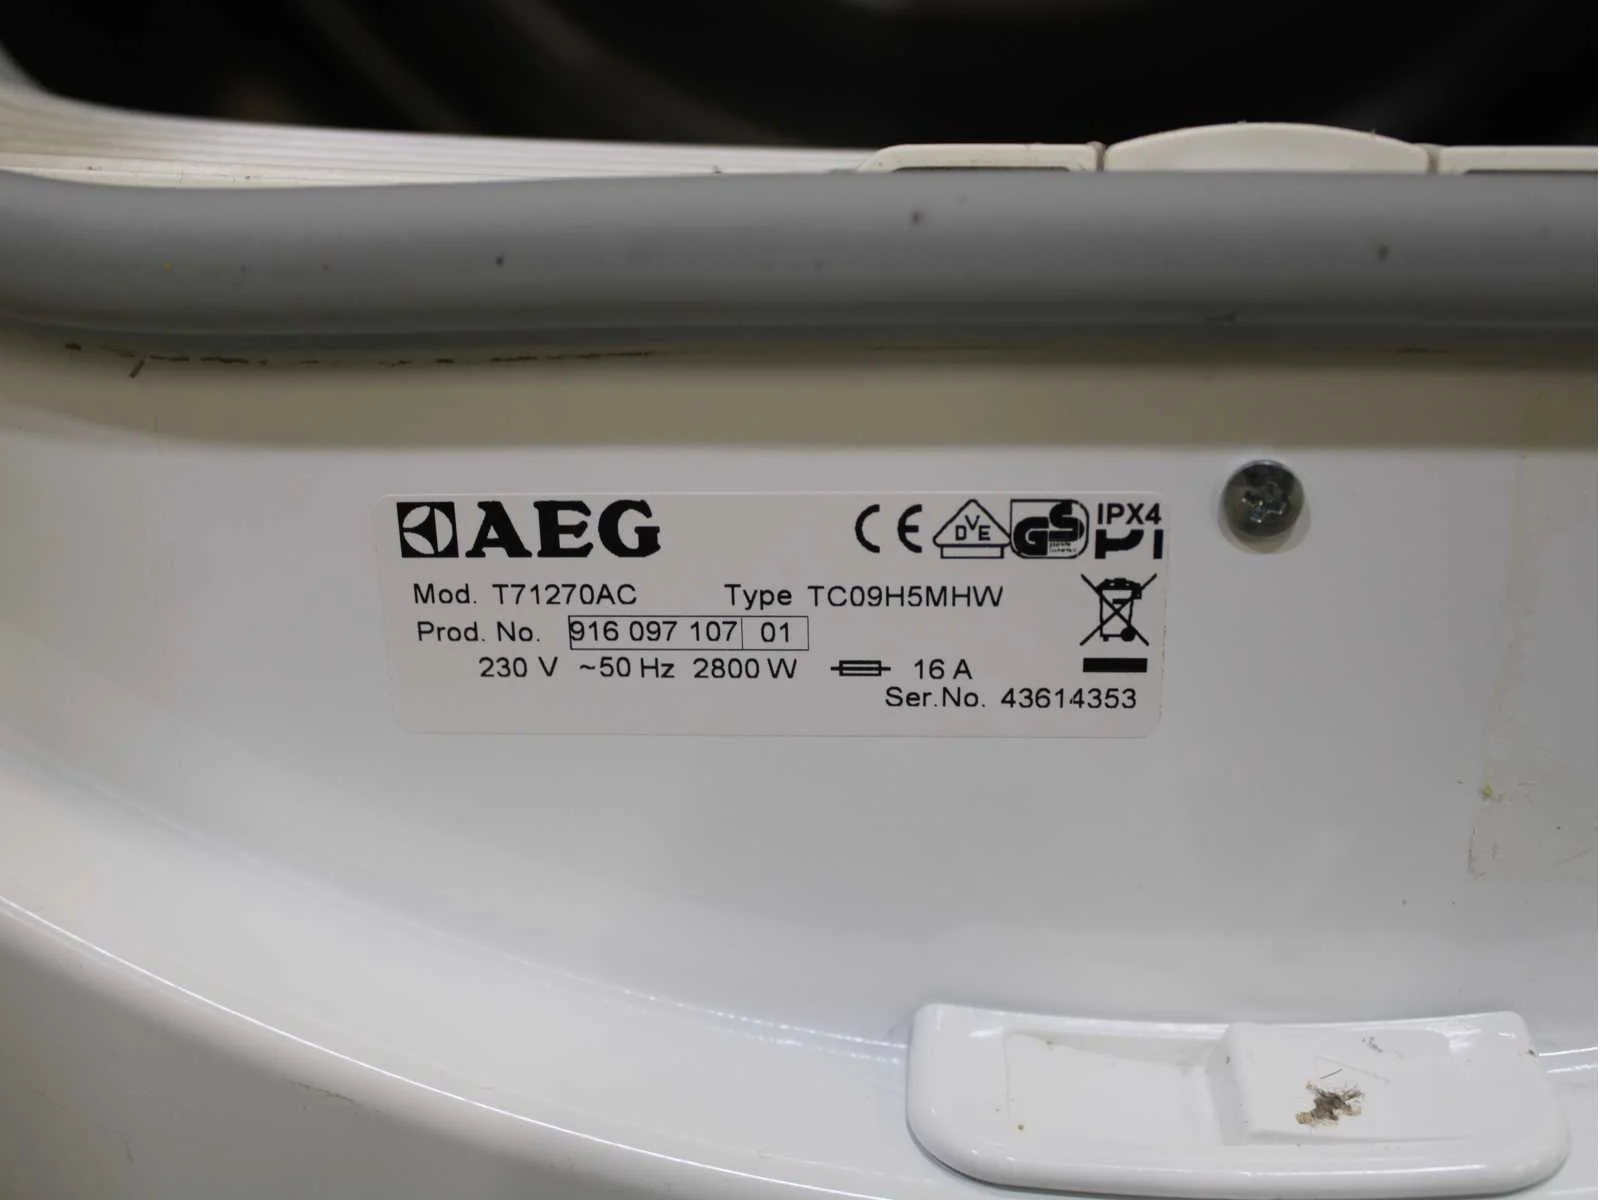 AEG CE DVE GS IPX4
Mod. T71270AC Type TC09H5MHW
Prod. No. 916 097 107 01
230 V ~50 Hz 2800 W 16 A
Ser.No. 43614353